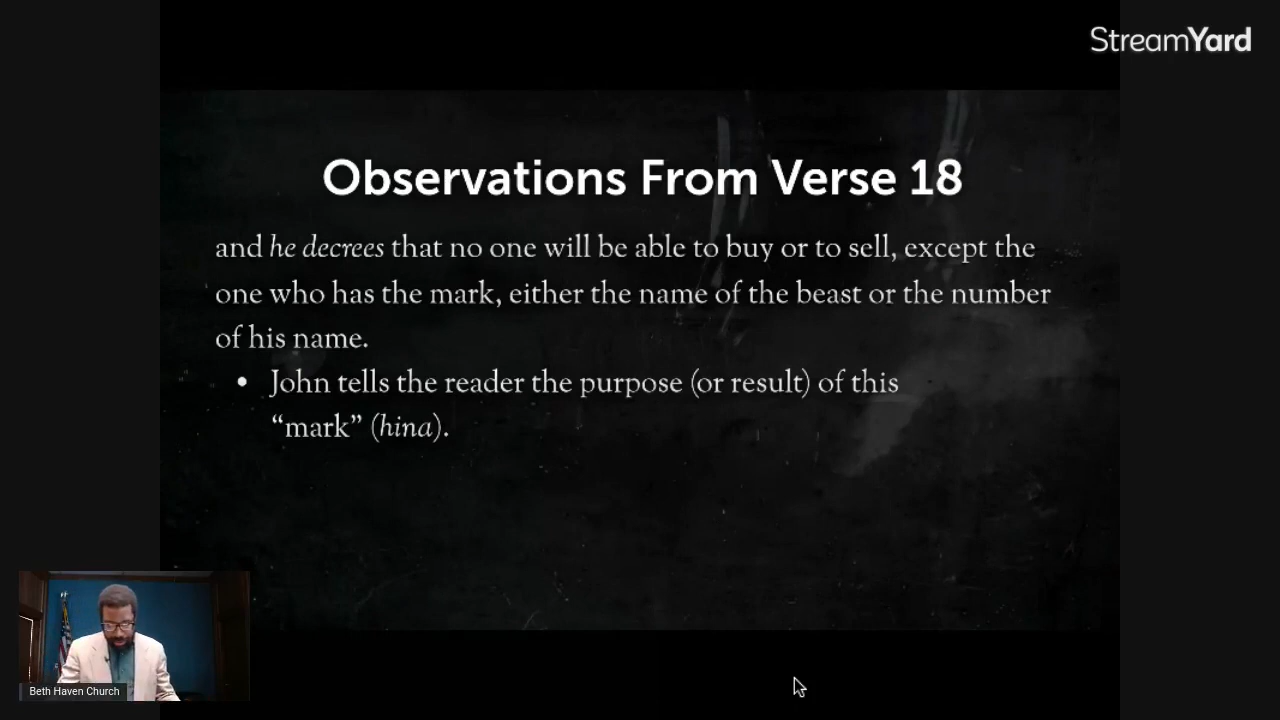 StreamYard
Observations From Verse 18
and he decrees that no one will be able to buy or to sell, except the
one who has the mark, either the name of the beast or the number
of his name.
• John tells the reader the purpose (or result) of this
“mark” (hina).
Beth Haven Church